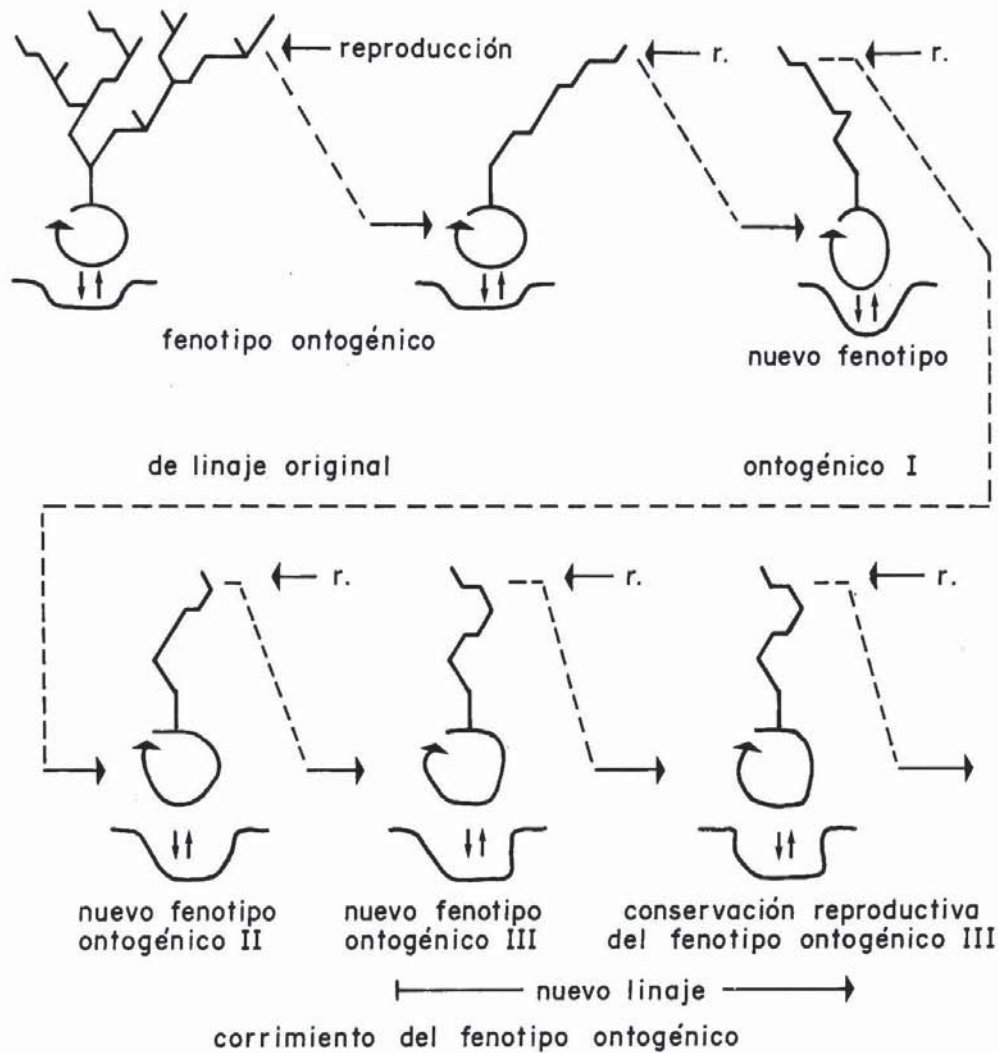 reproducción
r.
r.
fenotipo ontogénico
nuevo fenotipo
de linaje original
ontogénico I
r.
r.
r.
nuevo fenotipo
ontogénico II
nuevo fenotipo
ontogénico III
conservación reproductiva
del fenotipo ontogénico III
nuevo linaje
corrimiento del fenotipo ontogénico